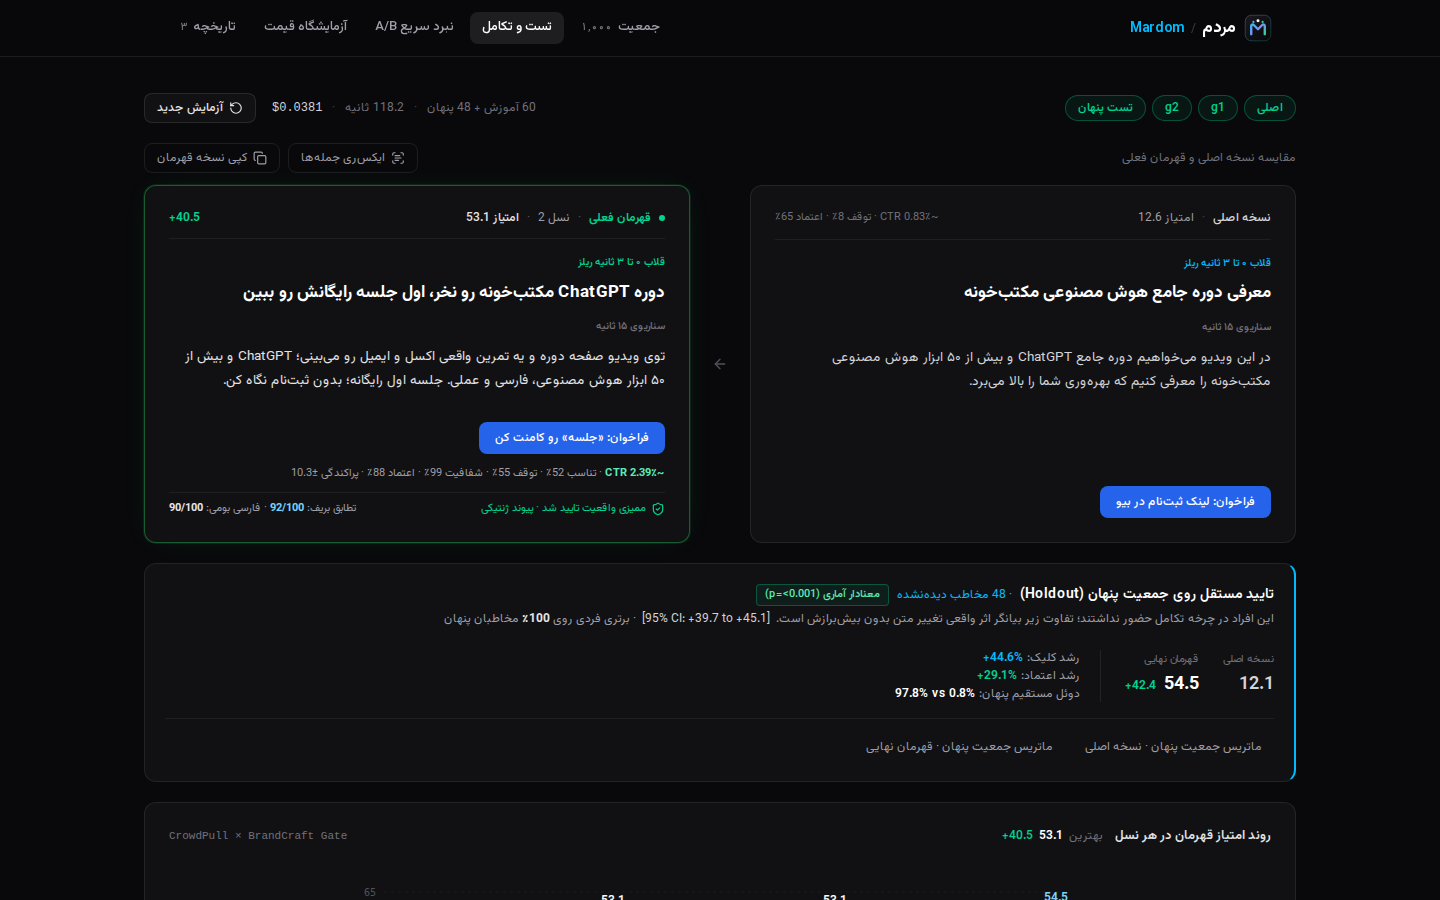 مردم / Mardom
جمعیت ۱,۰۰۰
تست و تکامل
نبرد سریع A/B
آزمایشگاه قیمت
تاریخچه ۳
اصلی
g1
g2
تست پنهان
60 آموزش + 48 پنهان · 118.2 ثانیه · $0.0381
آزمایش جدید
مقایسه نسخه اصلی و قهرمان فعلی
ایکس‌ری جمله‌ها
کپی نسخه قهرمان
نسخه اصلی · امتیاز 12.6
~CTR 0.83٪ · توقف 8٪ · اعتماد 65٪
قلاب ۰ تا ۳ ثانیه ریلز
معرفی دوره جامع هوش مصنوعی مکتب‌خونه
سناریوی ۱۵ ثانیه
در این ویدیو می‌خواهیم دوره جامع ChatGPT و بیش از ۵۰ ابزار هوش مصنوعی
مکتب‌خونه را معرفی کنیم که بهره‌وری شما را بالا می‌برد.
فراخوان: لینک ثبت‌نام در بیو
←
قهرمان فعلی · نسل 2 · امتیاز 53.1
+40.5
قلاب ۰ تا ۳ ثانیه ریلز
دوره ChatGPT مکتب‌خونه رو نخر، اول جلسه رایگانش رو ببین
سناریوی ۱۵ ثانیه
توی ویدیو صفحه دوره و یه تمرین واقعی اکسل و ایمیل رو می‌بینی؛ ChatGPT و بیش از
۵۰ ابزار هوش مصنوعی، فارسی و عملی. جلسه اول رایگانه؛ بدون ثبت‌نام نگاه کن.
فراخوان: «جلسه» رو کامنت کن
~CTR 2.39٪ · تناسب 52٪ · توقف 55٪ · شفافیت 99٪ · اعتماد 88٪ · پراکندگی ±10.3
ممیزی واقعیت تایید شد · پیوند ژنتیکی
تطابق بریف: 92/100 · فارسی بومی: 90/100
تایید مستقل روی جمعیت پنهان (Holdout) · 48 مخاطب دیده‌نشده
معنادار آماری (p=<0.001)
این افراد در چرخه تکامل حضور نداشتند؛ تفاوت زیر بیانگر اثر واقعی تغییر متن بدون بیش‌برازش است. [95% CI: +39.7 to +45.1] · برتری فردی روی 100٪ مخاطبان پنهان
نسخه اصلی
12.1
قهرمان نهایی
54.5 +42.4
رشد کلیک: +44.6%
رشد اعتماد: +29.1%
دوئل مستقیم پنهان: 97.8% vs 0.8%
ماتریس جمعیت پنهان · نسخه اصلی
ماتریس جمعیت پنهان · قهرمان نهایی
روند امتیاز قهرمان در هر نسل
بهترین 53.1 +40.5
CrowdPull × BrandCraft Gate
65
53.1
53.1
54.5